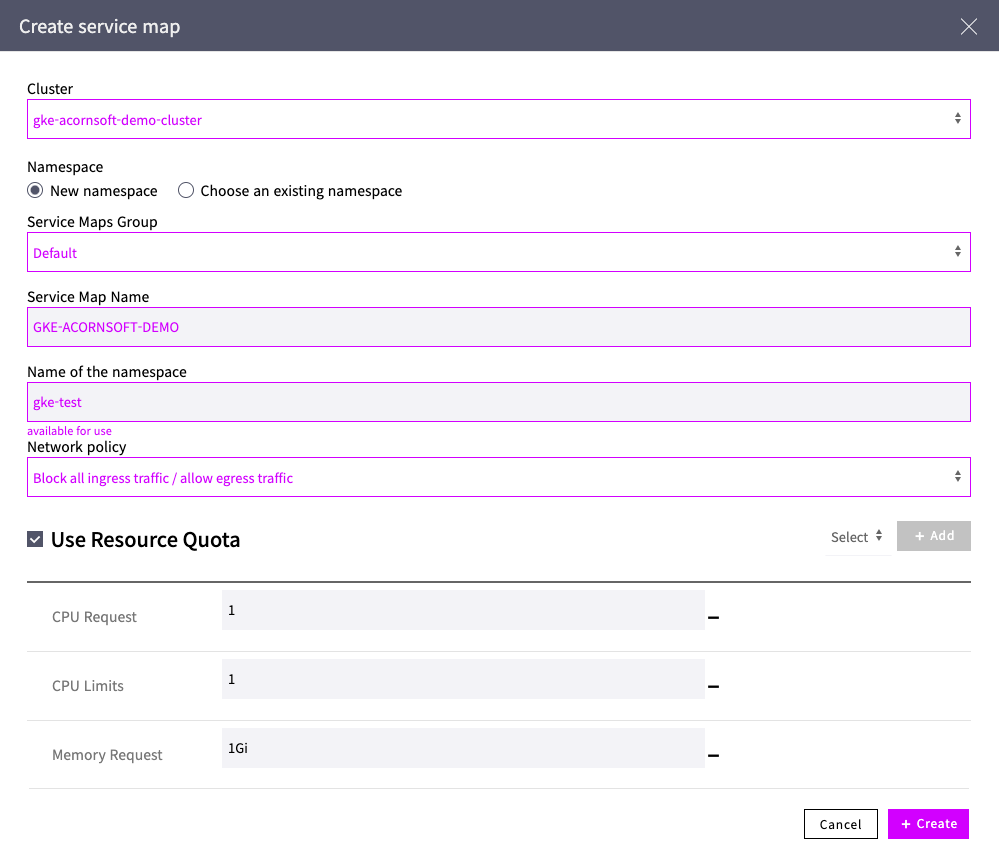 Create service map
Cluster
gke-acornsoft-demo-cluster
Namespace
New namespace Choose an existing namespace
Service Maps Group
Default
Service Map Name
GKE-ACORNSOFT-DEMO
Name of the namespace
gke-test
available for use
Network policy
Block all ingress traffic / allow egress traffic
Use Resource Quota Select + Add
CPU Request 1
CPU Limits 1
Memory Request 1Gi
Cancel + Create